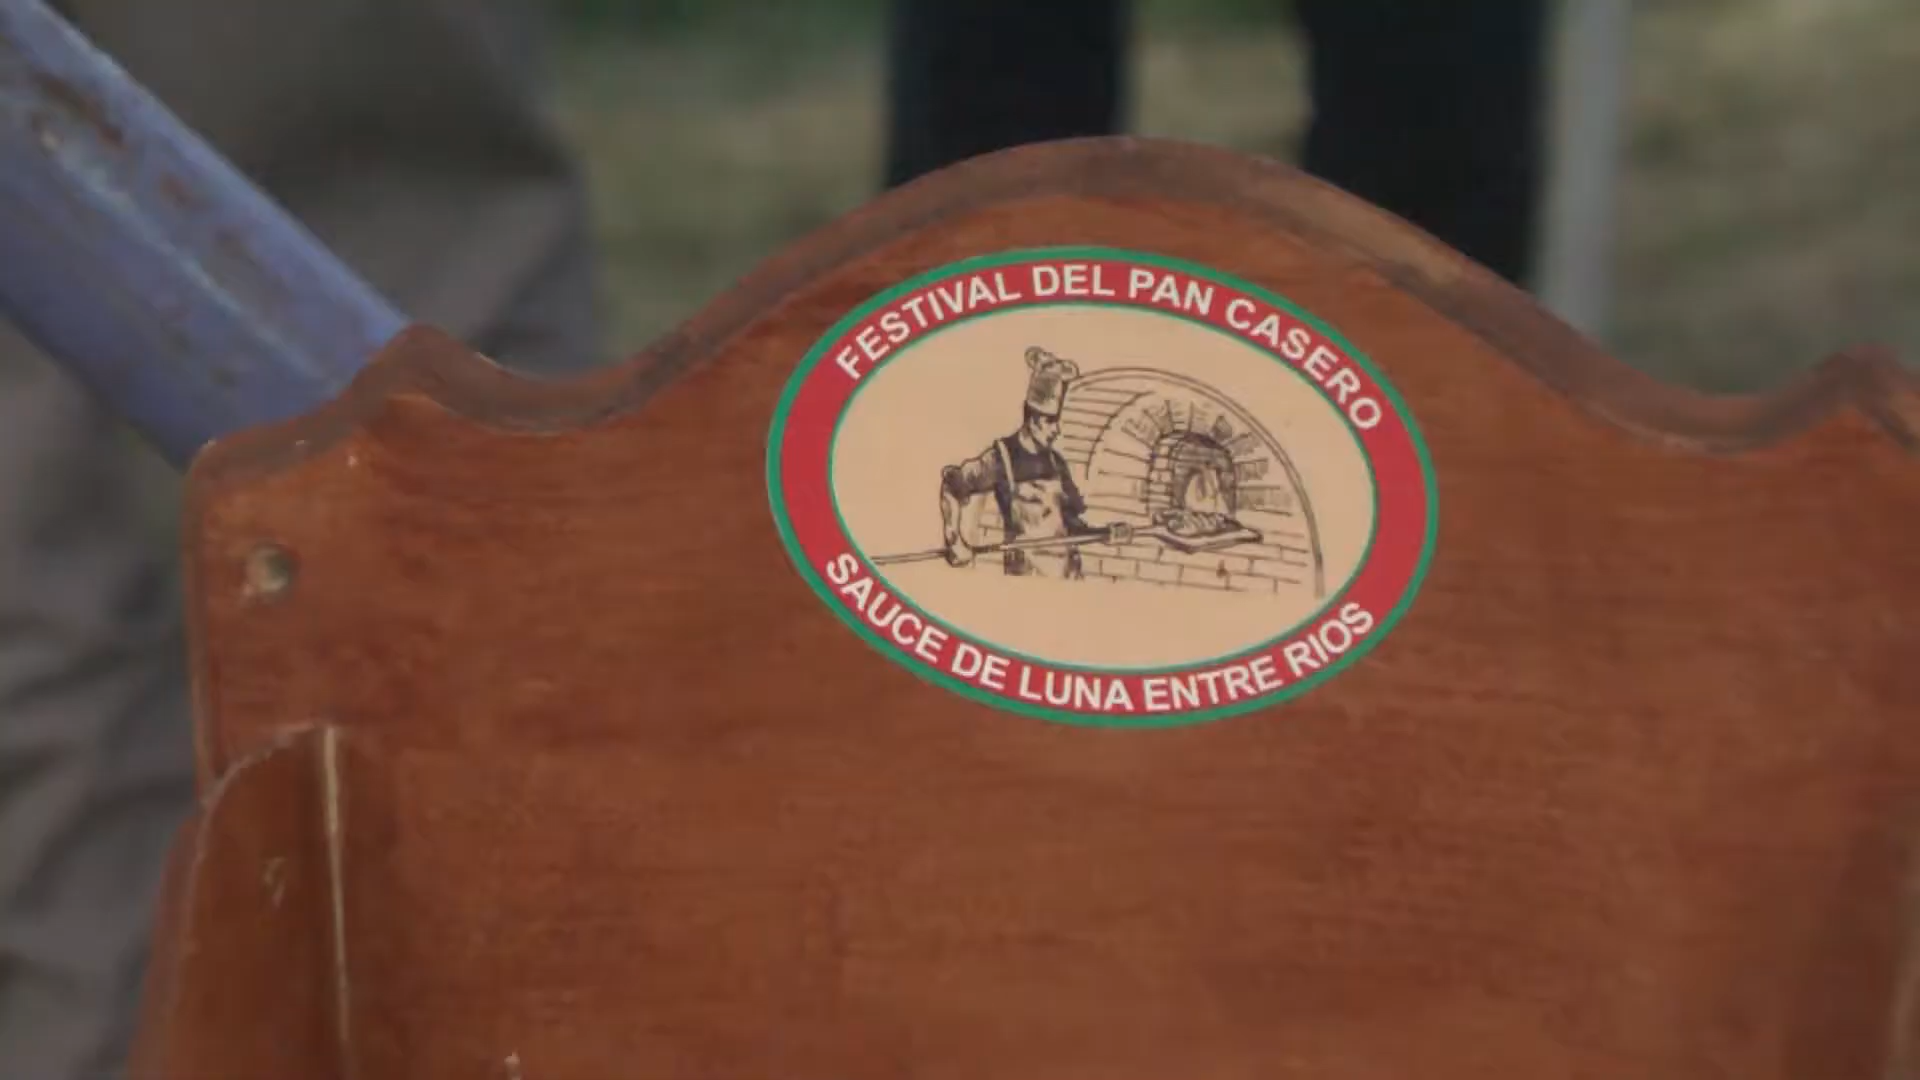 FESTIVAL DEL PAN CASERO
SAUCE DE LUNA ENTRE RIOS